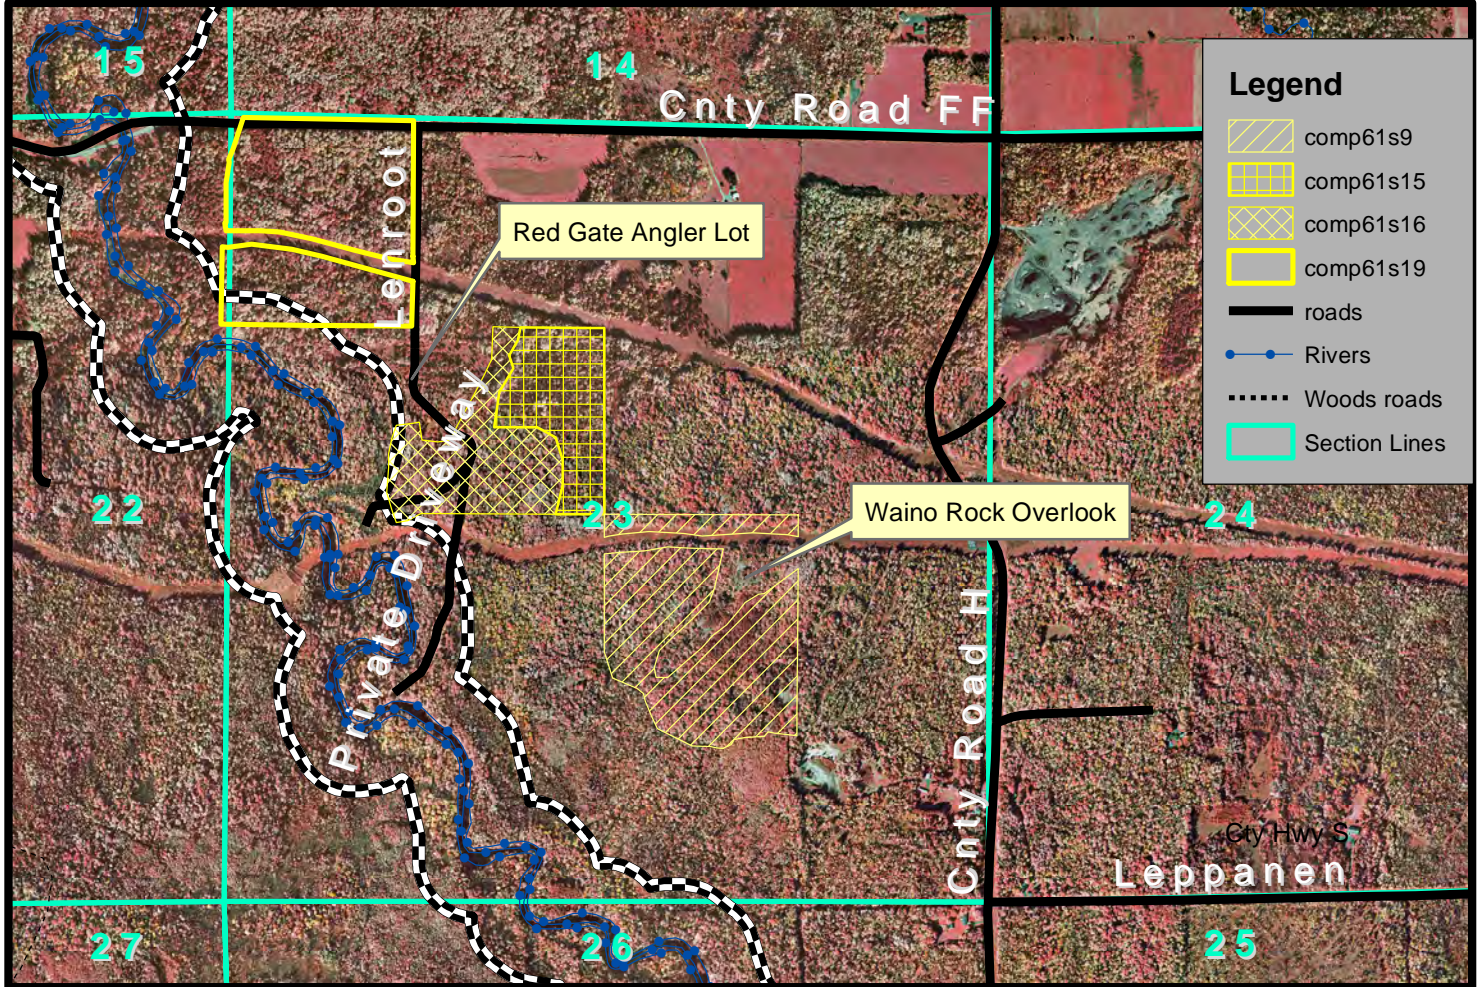 15
14
Cnty Road FF
Legend
comp61s9
comp61s15
comp61s16
comp61s19
roads
Rivers
Woods roads
Section Lines
Lenroot
Red Gate Angler Lot
Private Driveway
22
23
Waino Rock Overlook
24
Cnty Road H
Cty Hwy S
Leppanen
27
26
25